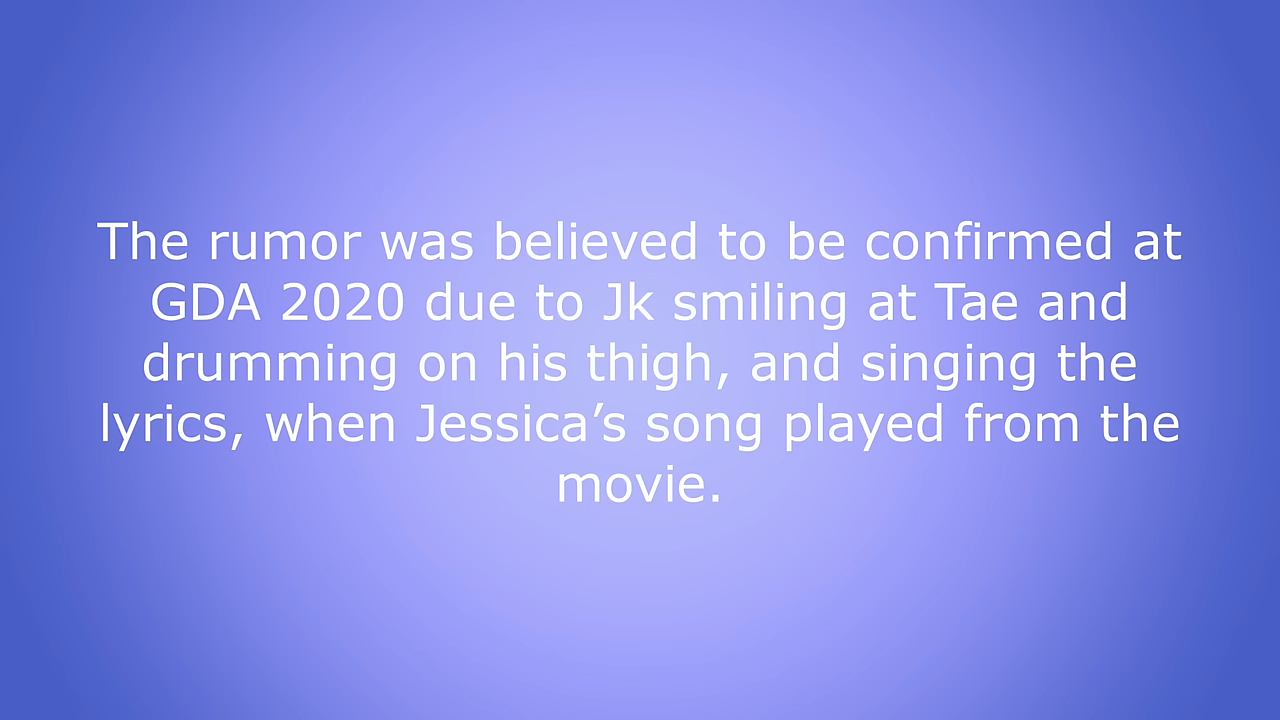 The rumor was believed to be confirmed at
GDA 2020 due to Jk smiling at Tae and
drumming on his thigh, and singing the
lyrics, when Jessica’s song played from the
movie.